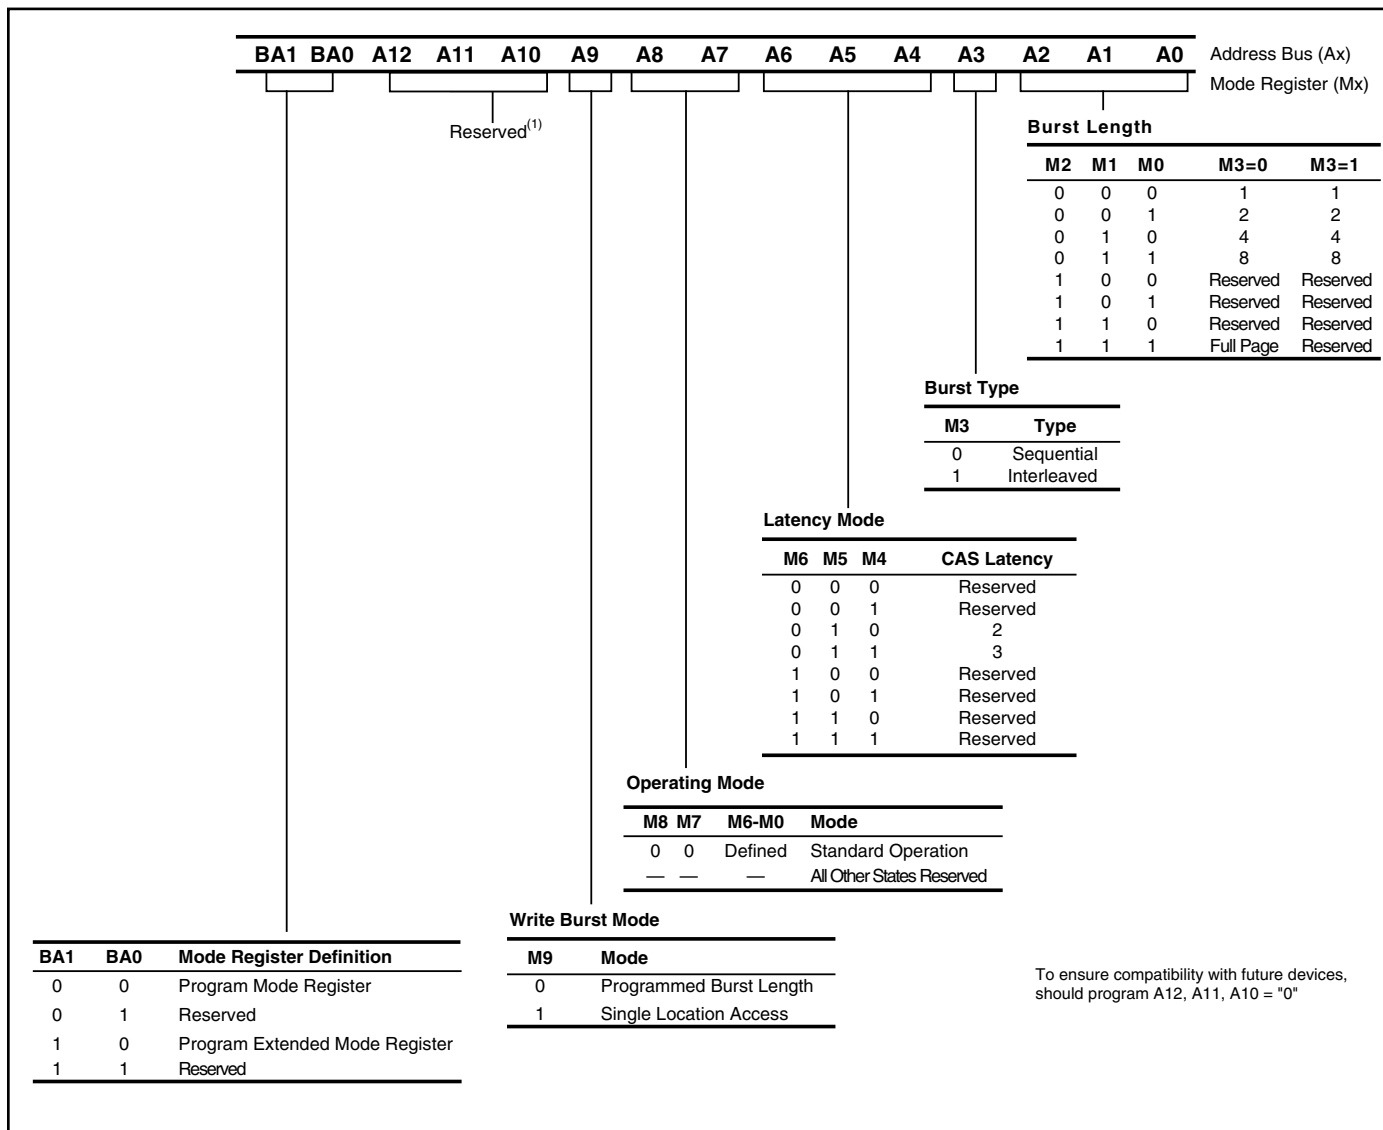 BA1 BA0 A12 A11 A10 A9 A8 A7 A6 A5 A4 A3 A2 A1 A0 Address Bus (Ax)
Mode Register (Mx)
Reserved(1)
Burst Length
M2 M1 M0 M3=0 M3=1
0 0 0 1 1
0 0 1 2 2
0 1 0 4 4
0 1 1 8 8
1 0 0 Reserved Reserved
1 0 1 Reserved Reserved
1 1 0 Reserved Reserved
1 1 1 Full Page Reserved
Burst Type
M3 Type
0 Sequential
1 Interleaved
Latency Mode
M6 M5 M4 CAS Latency
0 0 0 Reserved
0 0 1 Reserved
0 1 0 2
0 1 1 3
1 0 0 Reserved
1 0 1 Reserved
1 1 0 Reserved
1 1 1 Reserved
Operating Mode
M8 M7 M6-M0 Mode
0 0 Defined Standard Operation
— — — All Other States Reserved
Write Burst Mode
M9 Mode
0 Programmed Burst Length
1 Single Location Access
BA1 BA0 Mode Register Definition
0 0 Program Mode Register
0 1 Reserved
1 0 Program Extended Mode Register
1 1 Reserved
To ensure compatibility with future devices,
should program A12, A11, A10 = "0"